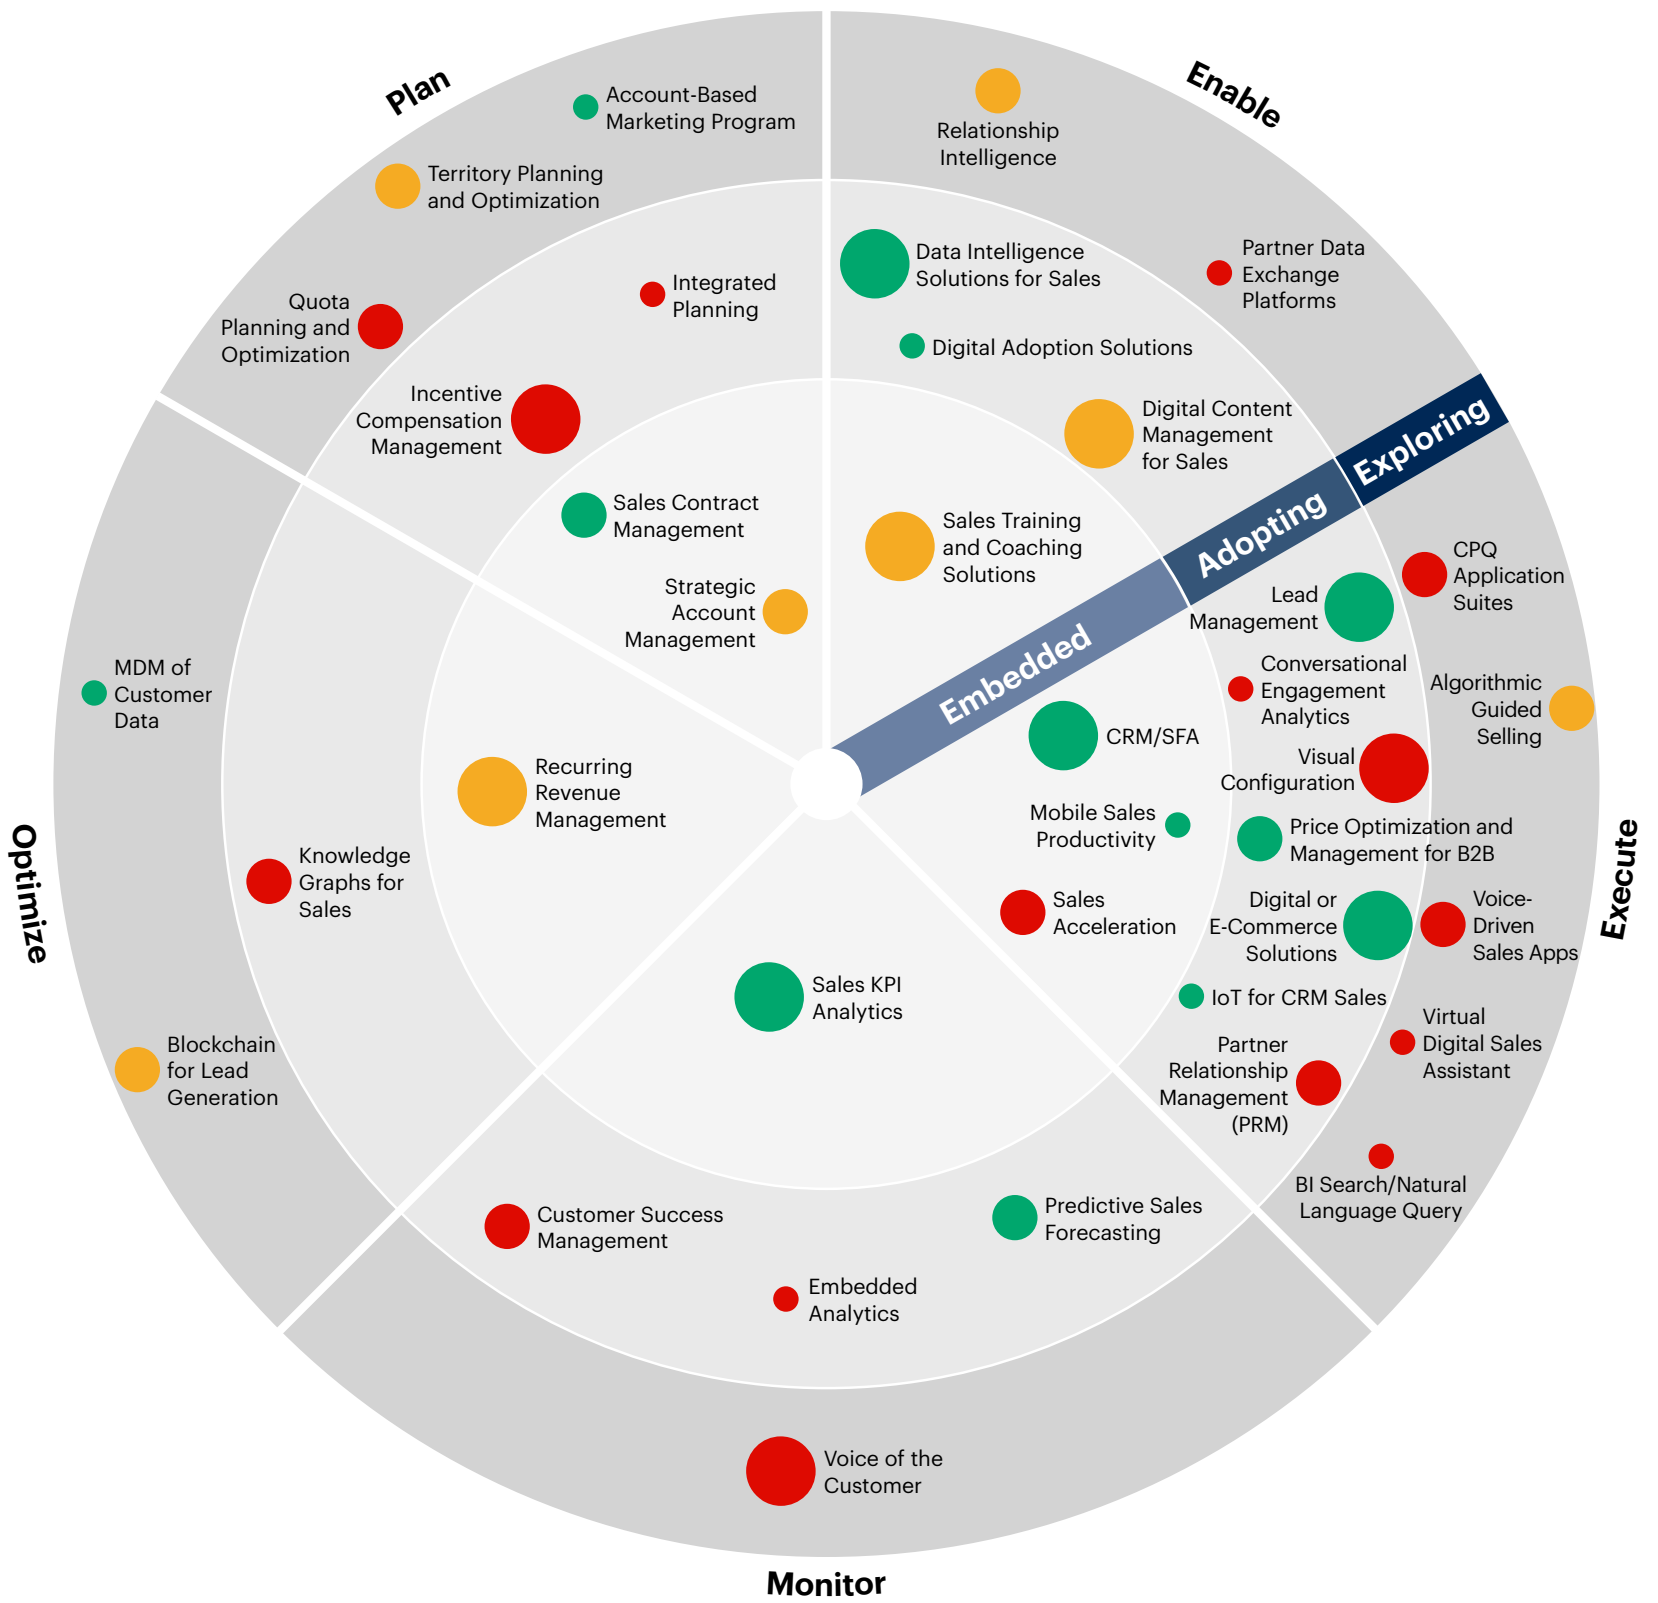 Plan
Account-Based
Marketing Program
Territory Planning
and Optimization
Quota
Planning and
Optimization
Integrated
Planning
Incentive
Compensation
Management
Sales Contract
Management
Strategic
Account
Management
Enable
Relationship
Intelligence
Partner Data
Exchange
Platforms
Data Intelligence
Solutions for Sales
Digital Adoption Solutions
Digital Content
Management
for Sales
Sales Training
and Coaching
Solutions
Exploring
Adopting
Embedded
Execute
CPQ
Application
Suites
Lead
Management
Conversational
Engagement
Analytics
Algorithmic
Guided
Selling
CRM/SFA
Visual
Configuration
Mobile Sales
Productivity
Price Optimization and
Management for B2B
Sales
Acceleration
Digital or
E-Commerce
Solutions
Voice-
Driven
Sales Apps
IoT for CRM Sales
Virtual
Digital Sales
Assistant
Partner
Relationship
Management
(PRM)
BI Search/Natural
Language Query
Monitor
Sales KPI
Analytics
Customer Success
Management
Predictive Sales
Forecasting
Embedded
Analytics
Voice of the
Customer
Optimize
MDM of
Customer
Data
Recurring
Revenue
Management
Knowledge
Graphs for
Sales
Blockchain
for Lead
Generation